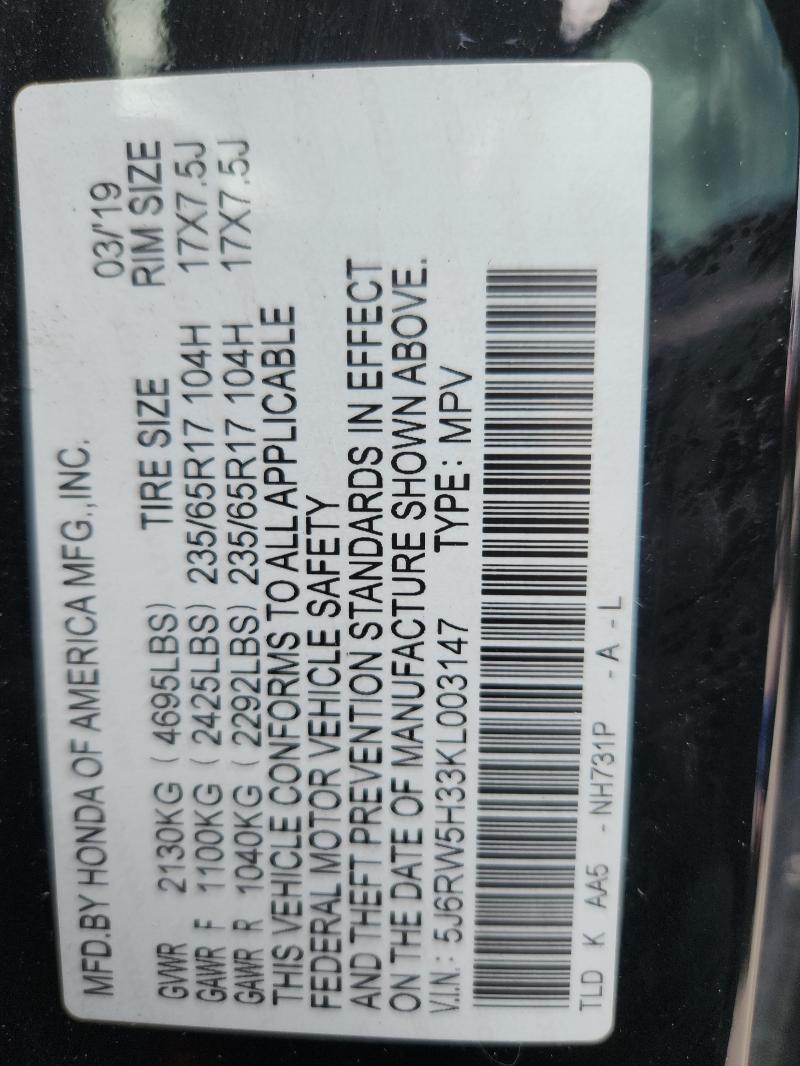 MFD.BY HONDA OF AMERICA MFG.,INC. 03/'19
TIRE SIZE RIM SIZE
GVWR 2130KG ( 4695LBS)
GAWR F 1100KG ( 2425LBS) 235/65R17 104H 17X7.5J
GAWR R 1040KG ( 2292LBS) 235/65R17 104H 17X7.5J
THIS VEHICLE CONFORMS TO ALL APPLICABLE
FEDERAL MOTOR VEHICLE SAFETY
AND THEFT PREVENTION STANDARDS IN EFFECT
ON THE DATE OF MANUFACTURE SHOWN ABOVE.
V.I.N.: 5J6RW5H33KL003147 TYPE: MPV
TLD K AA5 -NH731P -A-L